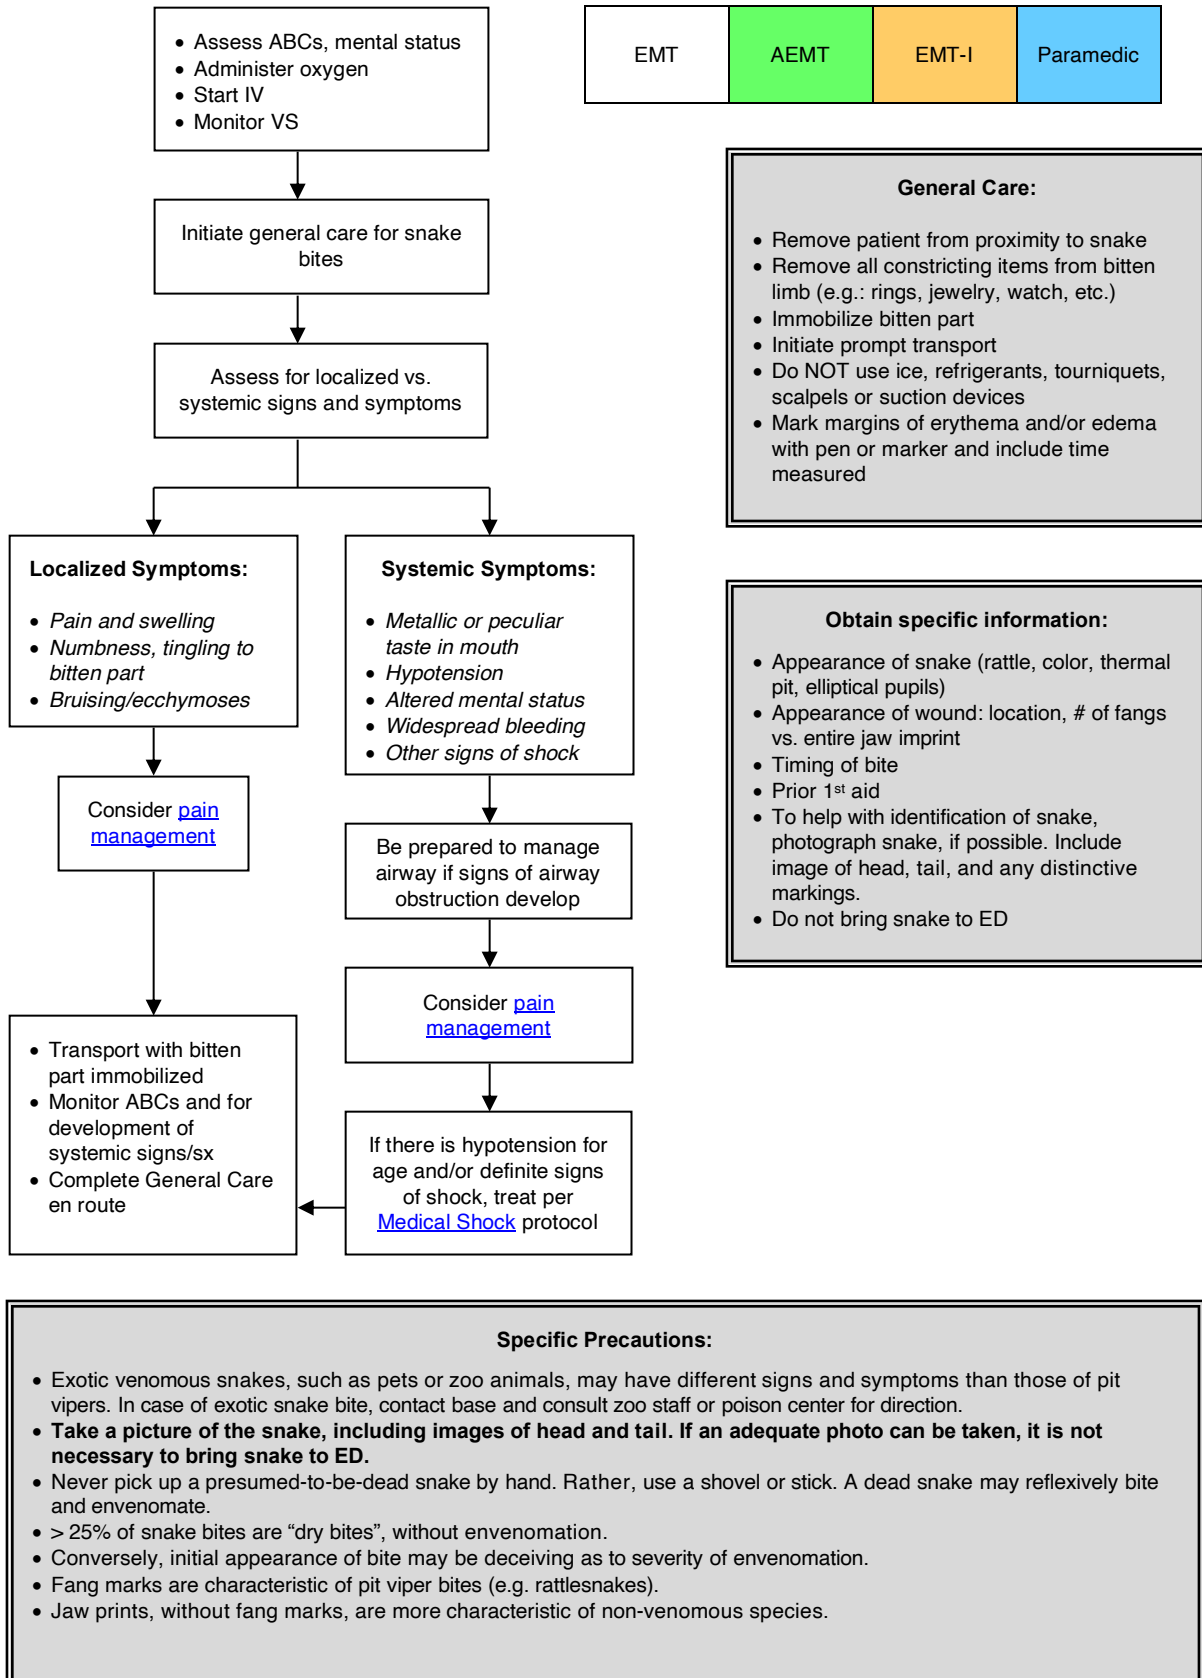 • Assess ABCs, mental status
• Administer oxygen
• Start IV
• Monitor VS
EMT
AEMT
EMT-I
Paramedic
Initiate general care for snake
bites
Assess for localized vs.
systemic signs and symptoms
General Care:
• Remove patient from proximity to snake
• Remove all constricting items from bitten
limb (e.g.: rings, jewelry, watch, etc.)
• Immobilize bitten part
• Initiate prompt transport
• Do NOT use ice, refrigerants, tourniquets,
scalpels or suction devices
• Mark margins of erythema and/or edema
with pen or marker and include time
measured
Localized Symptoms:
• Pain and swelling
• Numbness, tingling to
bitten part
• Bruising/ecchymoses
Systemic Symptoms:
• Metallic or peculiar
taste in mouth
• Hypotension
• Altered mental status
• Widespread bleeding
• Other signs of shock
Obtain specific information:
• Appearance of snake (rattle, color, thermal
pit, elliptical pupils)
• Appearance of wound: location, # of fangs
vs. entire jaw imprint
• Timing of bite
• Prior 1st aid
• To help with identification of snake,
photograph snake, if possible. Include
image of head, tail, and any distinctive
markings.
• Do not bring snake to ED
Consider pain
management
Be prepared to manage
airway if signs of airway
obstruction develop
Consider pain
management
• Transport with bitten
part immobilized
• Monitor ABCs and for
development of
systemic signs/sx
• Complete General Care
en route
If there is hypotension for
age and/or definite signs
of shock, treat per
Medical Shock protocol
Specific Precautions:
• Exotic venomous snakes, such as pets or zoo animals, may have different signs and symptoms than those of pit
vipers. In case of exotic snake bite, contact base and consult zoo staff or poison center for direction.
• Take a picture of the snake, including images of head and tail. If an adequate photo can be taken, it is not
necessary to bring snake to ED.
• Never pick up a presumed-to-be-dead snake by hand. Rather, use a shovel or stick. A dead snake may reflexively bite
and envenomate.
• > 25% of snake bites are “dry bites”, without envenomation.
• Conversely, initial appearance of bite may be deceiving as to severity of envenomation.
• Fang marks are characteristic of pit viper bites (e.g. rattlesnakes).
• Jaw prints, without fang marks, are more characteristic of non-venomous species.